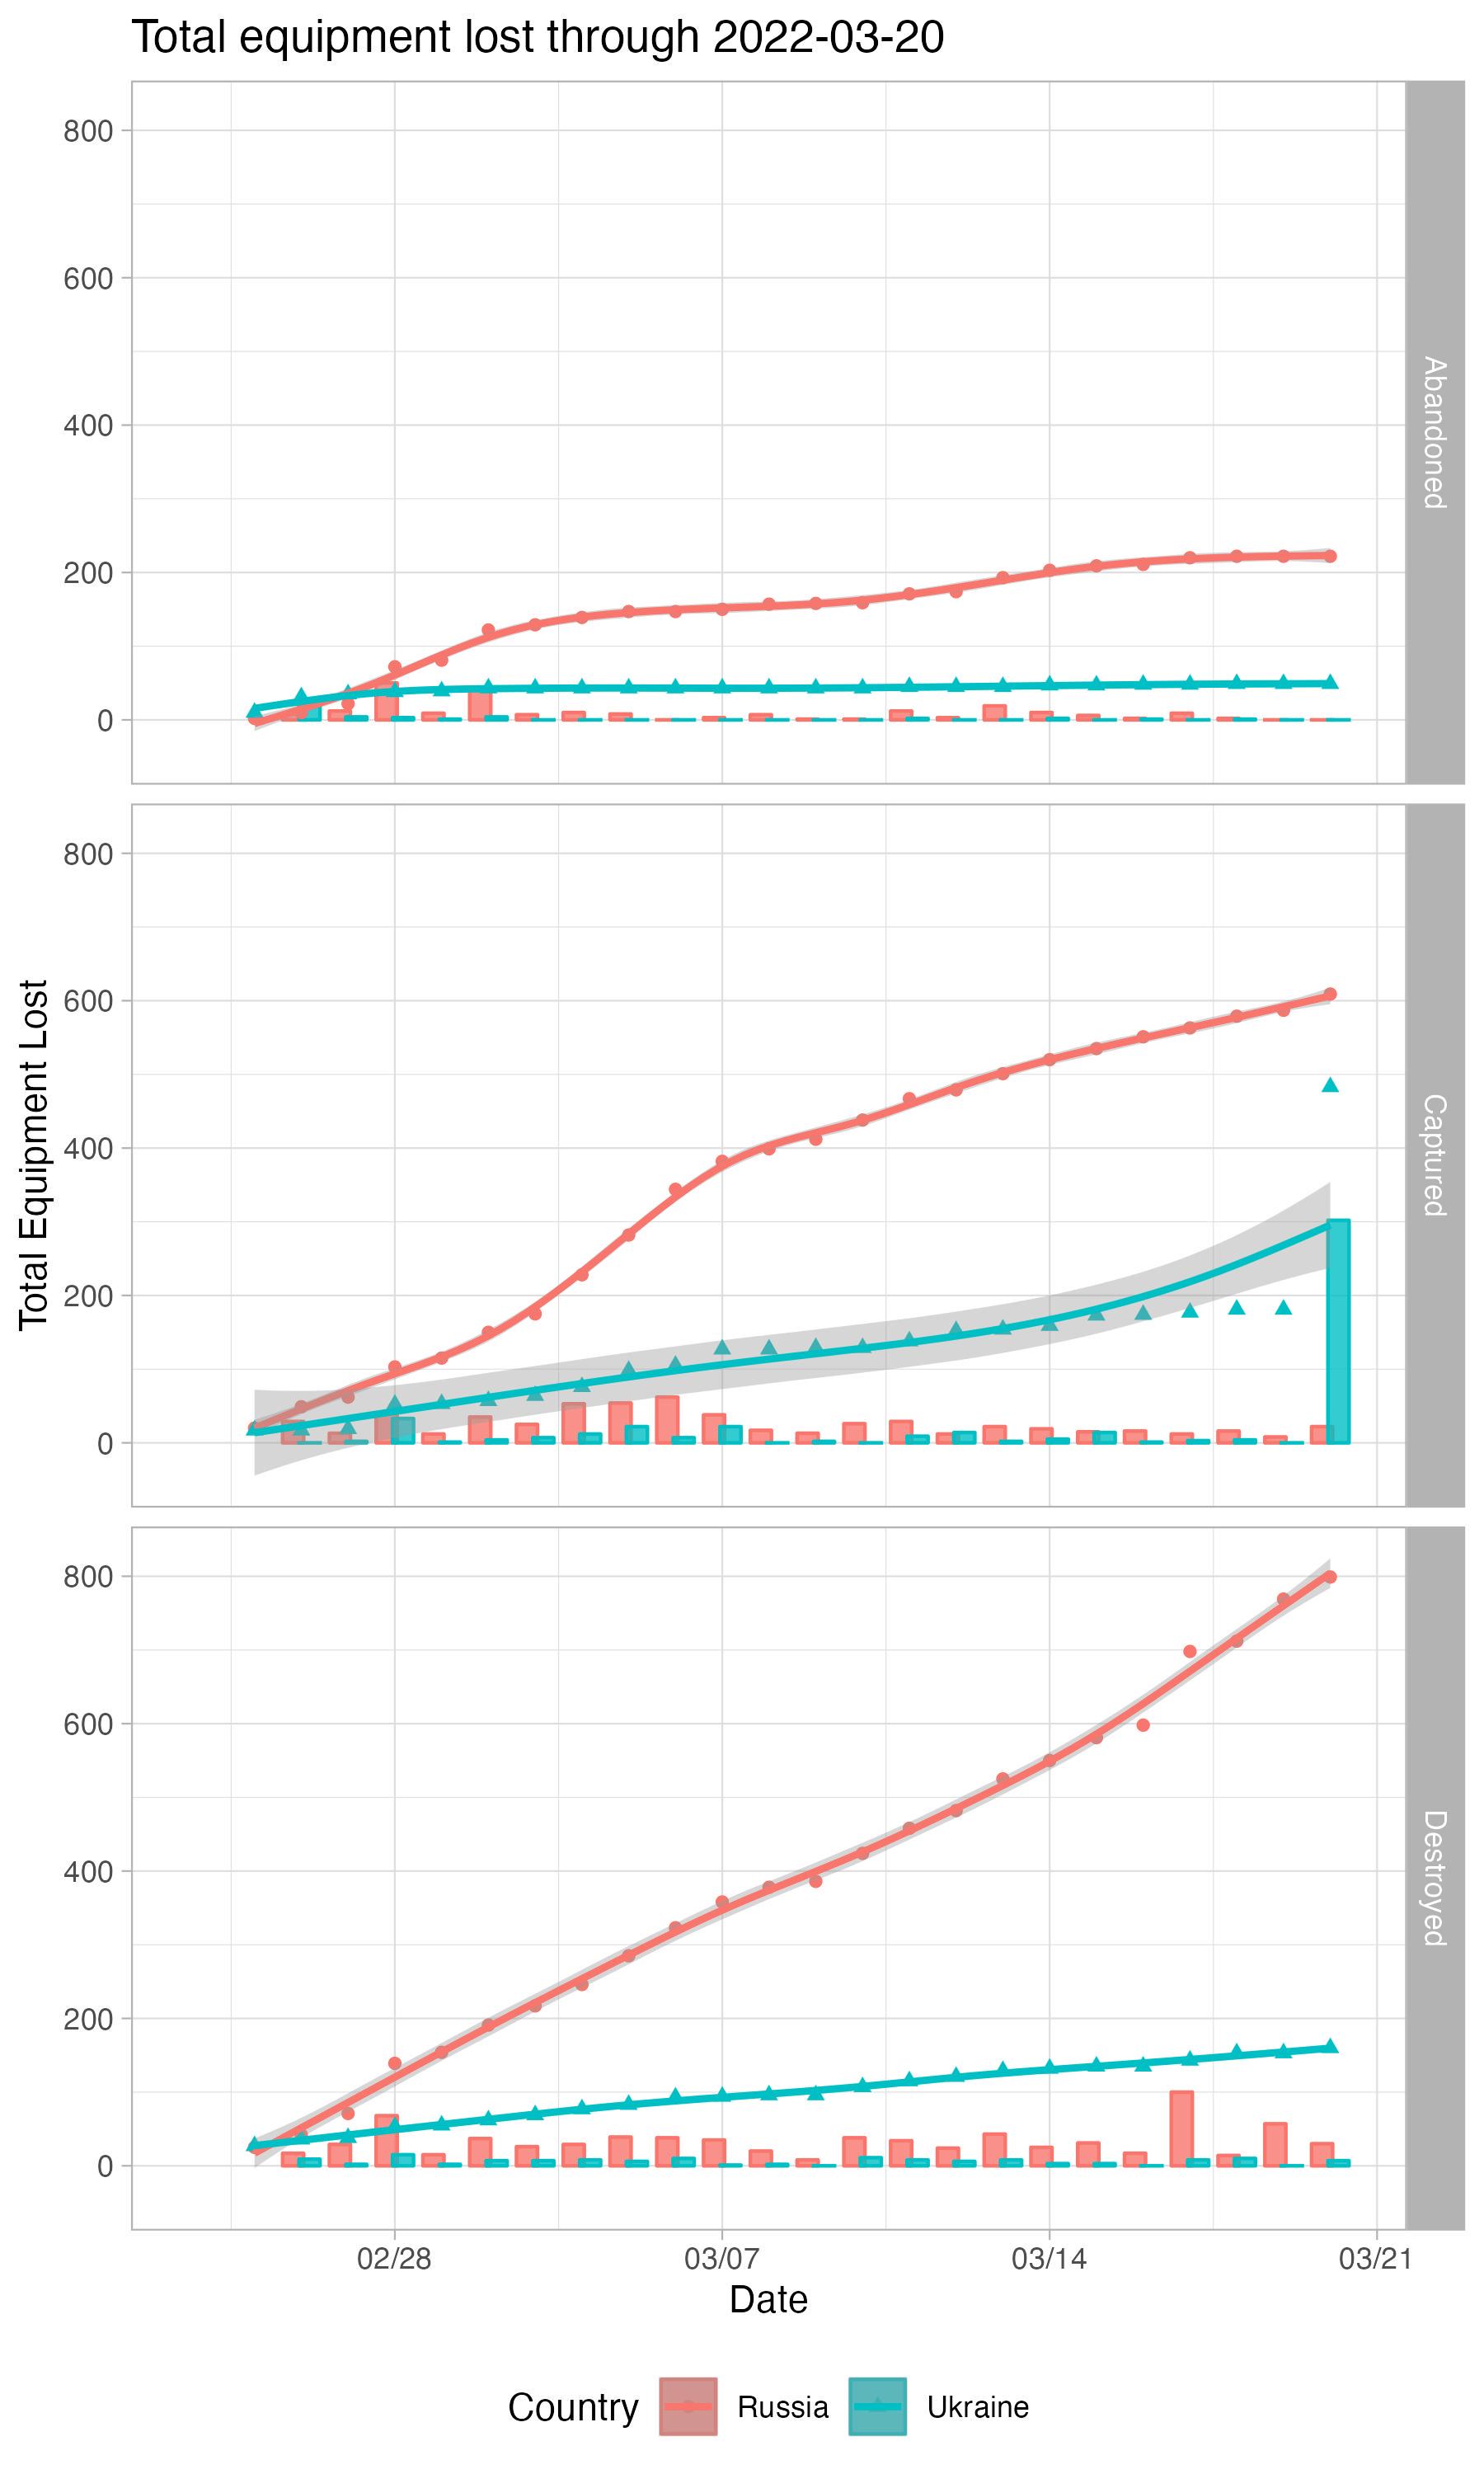 Total equipment lost through 2022-03-20
800
600
400
200
0
Abandoned
800
600
400
200
0
Captured
800
600
400
200
0
Destroyed
Total Equipment Lost
02/28 03/07 03/14 03/21
Date
Country Russia Ukraine